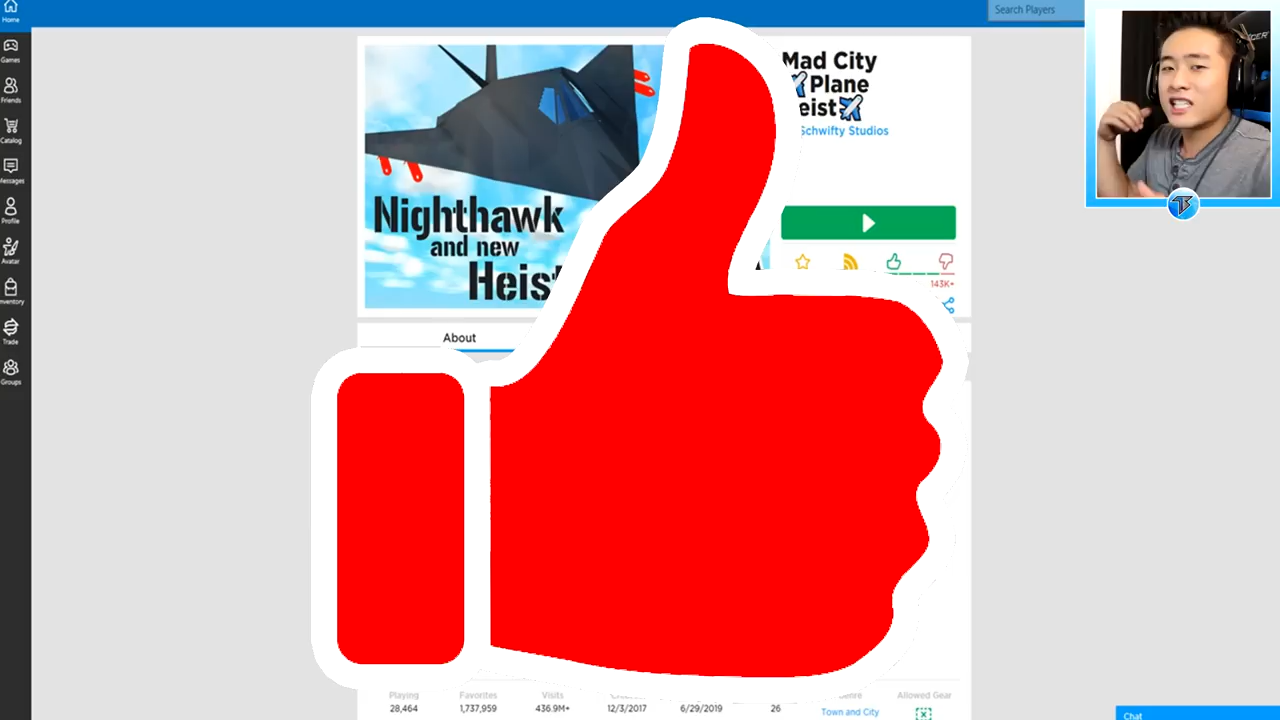 Home
Search Players
Games
Friends
Catalog
Messages
Profile
Avatar
Inventory
Trade
Groups
Nighthawk
and new
Heist
Mad City
Plane
eist
Schwifty Studios
143K+
About
Playing
Favorites
Visits
enre
Allowed Gear
28,464
1,737,959
436.9M+
12/3/2017
6/29/2019
26
Town and City
Chat